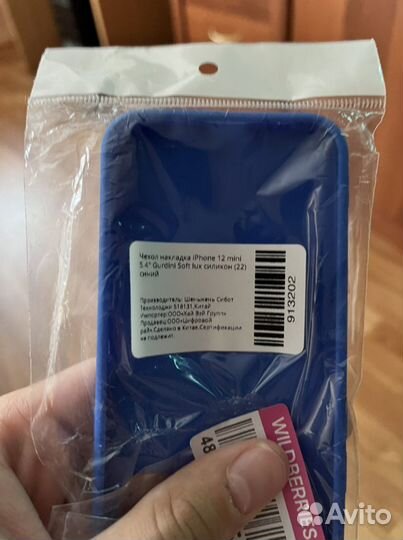 Чехол накладка iPhone 12 mini
5.4" Gurdini Soft lux силикон (22)
синий
Производитель: Шеньжень Сибот
Технолоджи 518131,Китай
Импортер:ООО«Хай Вэй Групп»
Продавец:ООО«Цифровой
рай».Сделано в Китае.Сертификации
не подлежит.
913202
WILDBERRIES
48
Avito